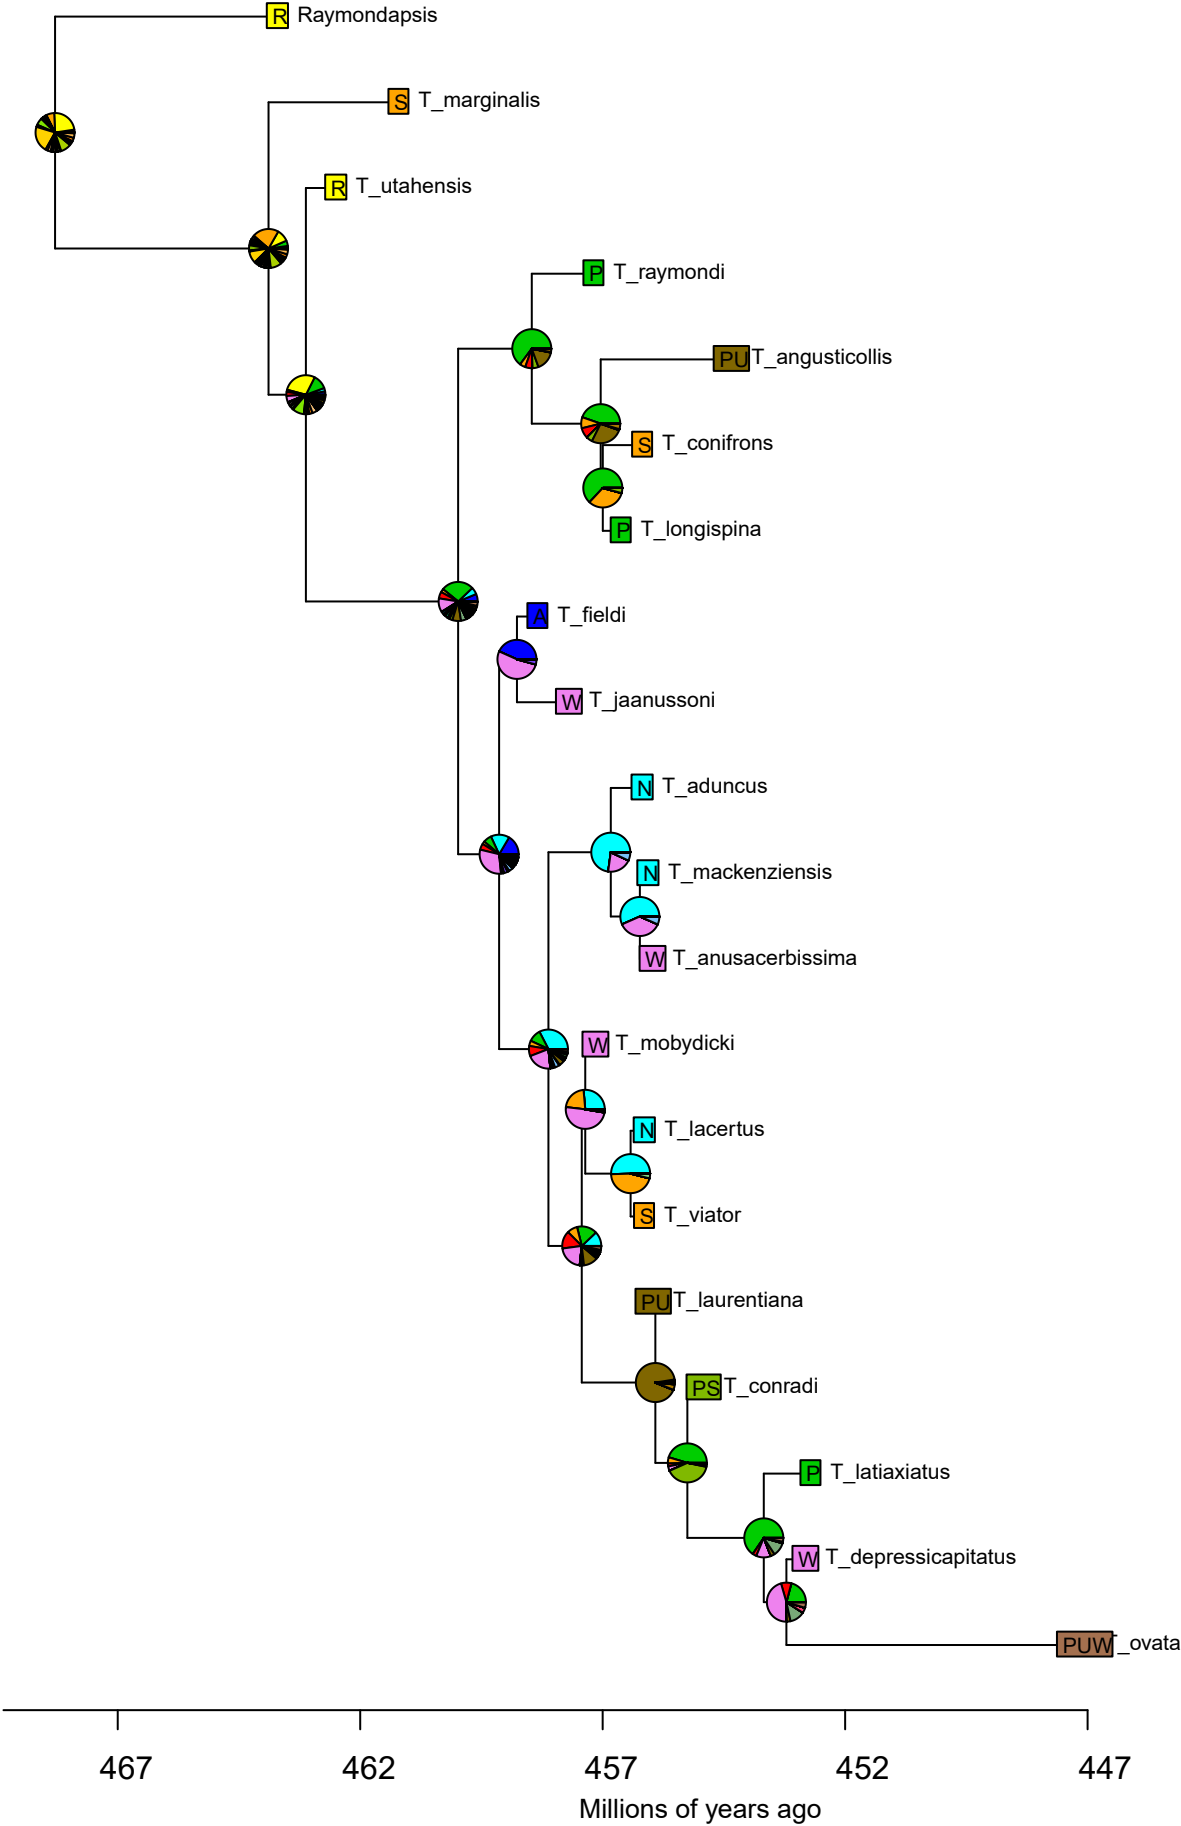 R Raymondapsis
S T_marginalis
R T_utahensis
P T_raymondi
PU T_angusticollis
S T_conifrons
P T_longispina
A T_fieldi
W T_jaanussoni
N T_aduncus
N T_mackenziensis
W T_anusacerbissima
W T_mobydicki
N T_lacertus
S T_viator
PU T_laurentiana
PS T_conradi
P T_latiaxiatus
W T_depressicapitatus
PUW _ovata
467 462 457 452 447
Millions of years ago